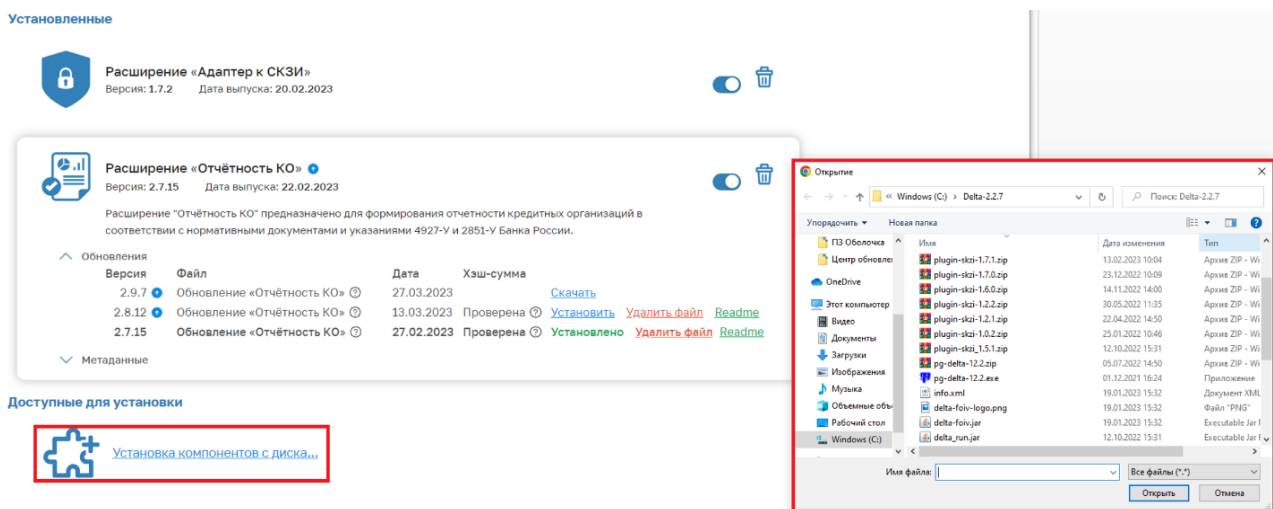 Установленные
Расширение «Адаптер к СКЗИ»
Версия: 1.7.2 Дата выпуска: 20.02.2023
Расширение «Отчётность КО»
Версия: 2.7.15 Дата выпуска: 22.02.2023
Расширение "Отчётность КО" предназначено для формирования отчетности кредитных организаций в
соответствии с нормативными документами и указаниями 4927-У и 2851-У Банка России.
Обновления
Версия Файл Дата Хэш-сумма
2.9.7 Обновление «Отчётность КО» 27.03.2023 Скачать
2.8.12 Обновление «Отчётность КО» 13.03.2023 Проверена Установить Удалить файл Readme
2.7.15 Обновление «Отчётность КО» 27.02.2023 Проверена Установлено Удалить файл Readme
Метаданные
Доступные для установки
Установка компонентов с диска...
Открытие
« Windows (C:) › Delta-2.2.7
Поиск: Delta-2.2.7
Упорядочить Новая папка
ПЗ Оболочка
Центр обновле
OneDrive
Этот компьютер
Видео
Документы
Загрузки
Изображения
Музыка
Объемные объ
Рабочий стол
Windows (C:)
Имя Дата изменения Тип
plugin-skzi-1.7.1.zip 13.02.2023 10:04 Архив ZIP - Wi
plugin-skzi-1.7.0.zip 23.12.2022 10:09 Архив ZIP - Wi
plugin-skzi-1.6.0.zip 14.11.2022 14:00 Архив ZIP - Wi
plugin-skzi-1.2.2.zip 30.05.2022 11:35 Архив ZIP - Wi
plugin-skzi-1.2.1.zip 22.04.2022 14:50 Архив ZIP - Wi
plugin-skzi-1.0.2.zip 25.01.2022 10:46 Архив ZIP - Wi
plugin-skzi_1.5.1.zip 12.10.2022 15:31 Архив ZIP - Wi
pg-delta-12.2.zip 05.07.2022 14:50 Архив ZIP - Wi
pg-delta-12.2.exe 01.12.2021 16:24 Приложение
info.xml 19.01.2023 15:32 Документ XML
delta-foiv-logo.png 19.01.2023 15:32 Файл "PNG"
delta-foiv.jar 19.01.2023 15:32 Executable Jar F
delta_run.jar 12.10.2022 15:31 Executable Jar F
Имя файла: Все файлы (*.*)
Открыть Отмена